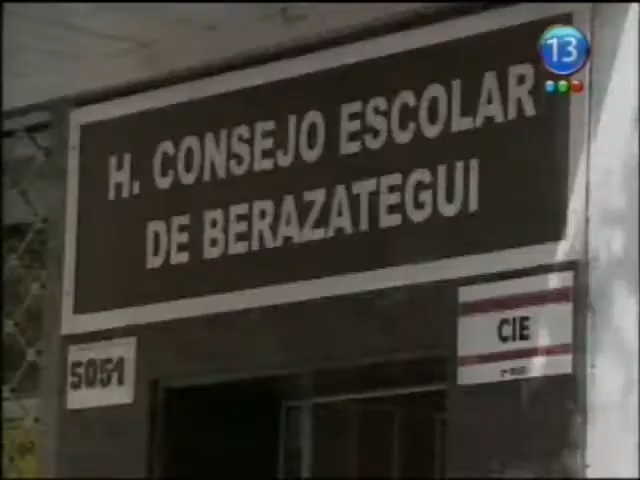 13
H. CONSEJO ESCOLAR
DE BERAZATEGUI
5051
CIE